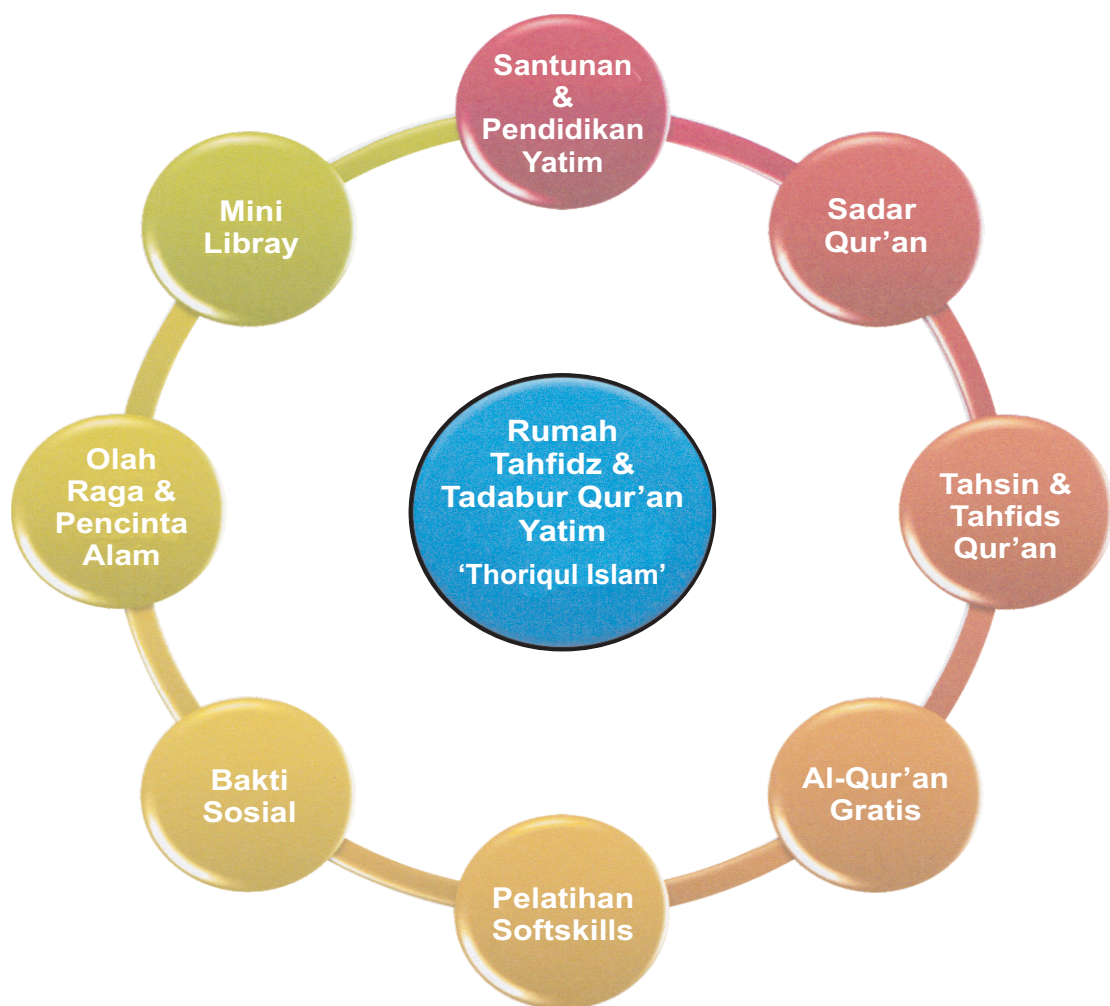 Santunan
&
Pendidikan
Yatim
Sadar
Qur’an
Tahsin &
Tahfids
Qur’an
Al-Qur’an
Gratis
Pelatihan
Softskills
Bakti
Sosial
Olah
Raga &
Pencinta
Alam
Mini
Libray
Rumah
Tahfidz &
Tadabur Qur’an
Yatim
‘Thoriqul Islam’